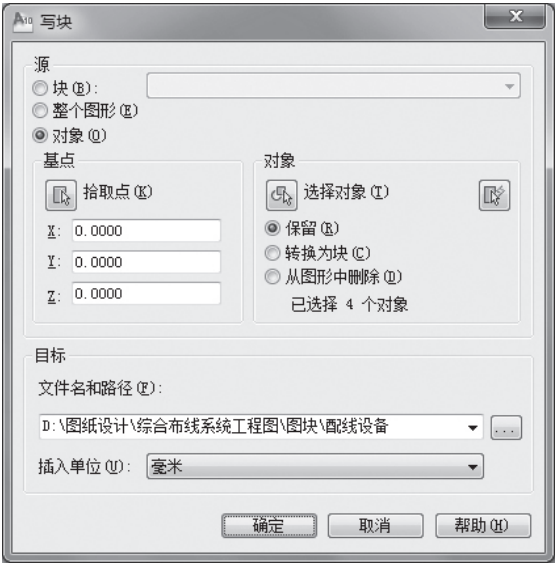 A10 写块
源
块(B):
整个图形(E)
对象(O)
基点
拾取点(K)
X: 0.0000
Y: 0.0000
Z: 0.0000
对象
选择对象(T)
保留(R)
转换为块(C)
从图形中删除(D)
已选择 4 个对象
目标
文件名和路径(F):
D:\图纸设计\综合布线系统工程图\图块\配线设备
...
插入单位(U): 毫米
确定 取消 帮助(H)